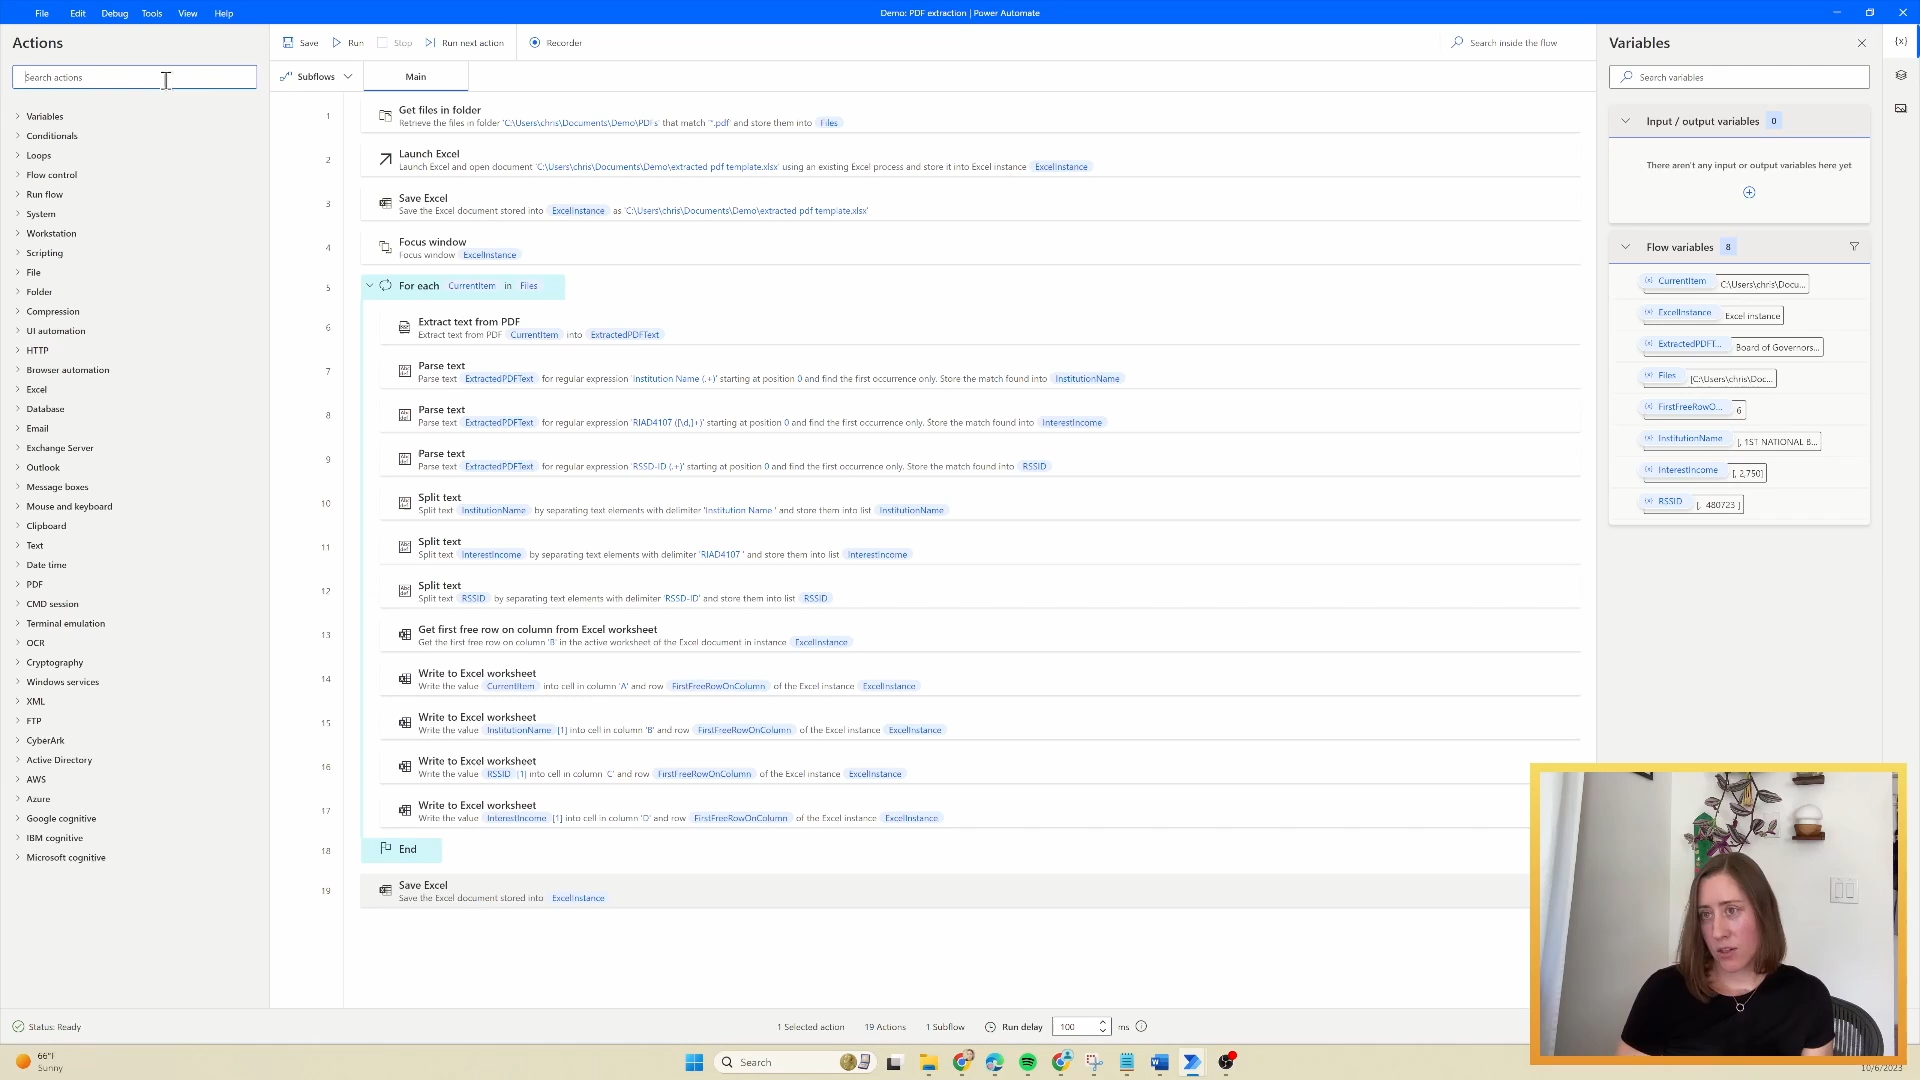 File Edit Debug Tools View Help
Demo: PDF extraction | Power Automate
Actions
Search actions
Variables
Conditionals
Loops
Flow control
Run flow
System
Workstation
Scripting
File
Folder
Compression
UI automation
HTTP
Browser automation
Excel
Database
Email
Exchange Server
Outlook
Message boxes
Mouse and keyboard
Clipboard
Text
Date time
PDF
CMD session
Terminal emulation
OCR
Cryptography
Windows services
XML
FTP
CyberArk
Active Directory
AWS
Azure
Google cognitive
IBM cognitive
Microsoft cognitive
Save Run Stop Run next action Recorder
Search inside the flow
Subflows Main
1 Get files in folder
Retrieve the files in folder 'C:\Users\chris\Documents\Demo\PDFs' that match '*.pdf' and store them into Files
2 Launch Excel
Launch Excel and open document 'C:\Users\chris\Documents\Demo\extracted pdf template.xlsx' using an existing Excel process and store it into Excel instance ExcelInstance
3 Save Excel
Save the Excel document stored into ExcelInstance as 'C:\Users\chris\Documents\Demo\extracted pdf template.xlsx'
4 Focus window
Focus window ExcelInstance
5 For each CurrentItem in Files
6 Extract text from PDF
Extract text from PDF CurrentItem into ExtractedPDFText
7 Parse text
Parse text ExtractedPDFText for regular expression 'Institution Name (.+)' starting at position 0 and find the first occurrence only. Store the match found into InstitutionName
8 Parse text
Parse text ExtractedPDFText for regular expression 'RIAD4107 ([\d,]+)' starting at position 0 and find the first occurrence only. Store the match found into InterestIncome
9 Parse text
Parse text ExtractedPDFText for regular expression 'RSSD-ID (.+)' starting at position 0 and find the first occurrence only. Store the match found into RSSID
10 Split text
Split text InstitutionName by separating text elements with delimiter 'Institution Name ' and store them into list InstitutionName
11 Split text
Split text InterestIncome by separating text elements with delimiter 'RIAD4107 ' and store them into list InterestIncome
12 Split text
Split text RSSID by separating text elements with delimiter 'RSSD-ID' and store them into list RSSID
13 Get first free row on column from Excel worksheet
Get the first free row on column 'B' in the active worksheet of the Excel document in instance ExcelInstance
14 Write to Excel worksheet
Write the value CurrentItem into cell in column 'A' and row FirstFreeRowOnColumn of the Excel instance ExcelInstance
15 Write to Excel worksheet
Write the value InstitutionName [1] into cell in column 'B' and row FirstFreeRowOnColumn of the Excel instance ExcelInstance
16 Write to Excel worksheet
Write the value RSSID [1] into cell in column 'C' and row FirstFreeRowOnColumn of the Excel instance ExcelInstance
17 Write to Excel worksheet
Write the value InterestIncome [1] into cell in column 'D' and row FirstFreeRowOnColumn of the Excel instance ExcelInstance
18 End
19 Save Excel
Save the Excel document stored into ExcelInstance
Variables
{x}
Search variables
Input / output variables 0
There aren't any input or output variables here yet
Flow variables 8
(x) CurrentItem C:\Users\chris\Docu...
(x) ExcelInstance Excel instance
(x) ExtractedPDFT... Board of Governors...
(x) Files [C:\Users\chris\Doc...
(x) FirstFreeRowO... 6
(x) InstitutionName [, 1ST NATIONAL B...
(x) InterestIncome [, 2,750]
(x) RSSID [, 480723 ]
Status: Ready
1 Selected action 19 Actions 1 Subflow Run delay 100 ms
66°F
Sunny
Search
10/6/2023